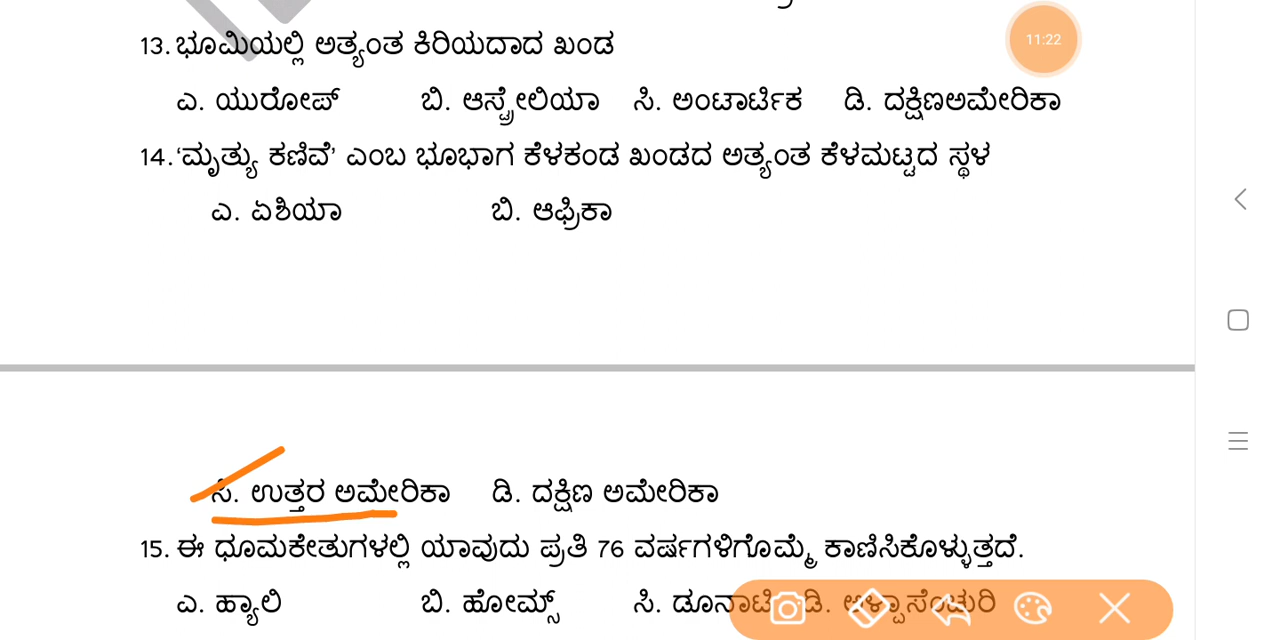 11:22
13. ಭೂಮಿಯಲ್ಲಿ ಅತ್ಯಂತ ಕಿರಿಯದಾದ ಖಂಡ
ಎ. ಯುರೋಪ್ ಬಿ. ಆಸ್ಟ್ರೇಲಿಯಾ ಸಿ. ಅಂಟಾರ್ಟಿಕ ಡಿ. ದಕ್ಷಿಣಅಮೇರಿಕಾ
14. ‘ಮೃತ್ಯು ಕಣಿವೆ’ ಎಂಬ ಭೂಭಾಗ ಕೆಳಕಂಡ ಖಂಡದ ಅತ್ಯಂತ ಕೆಳಮಟ್ಟದ ಸ್ಥಳ
ಎ. ಏಶಿಯಾ ಬಿ. ಆಫ್ರಿಕಾ
ಸಿ. ಉತ್ತರ ಅಮೇರಿಕಾ ಡಿ. ದಕ್ಷಿಣ ಅಮೇರಿಕಾ
15. ಈ ಧೂಮಕೇತುಗಳಲ್ಲಿ ಯಾವುದು ಪ್ರತಿ 76 ವರ್ಷಗಳಿಗೊಮ್ಮೆ ಕಾಣಿಸಿಕೊಳ್ಳುತ್ತದೆ.
ಎ. ಹ್ಯಾಲಿ ಬಿ. ಹೋಮ್ಸ್ ಸಿ. ಡೂನಾಟಿ ಡಿ.